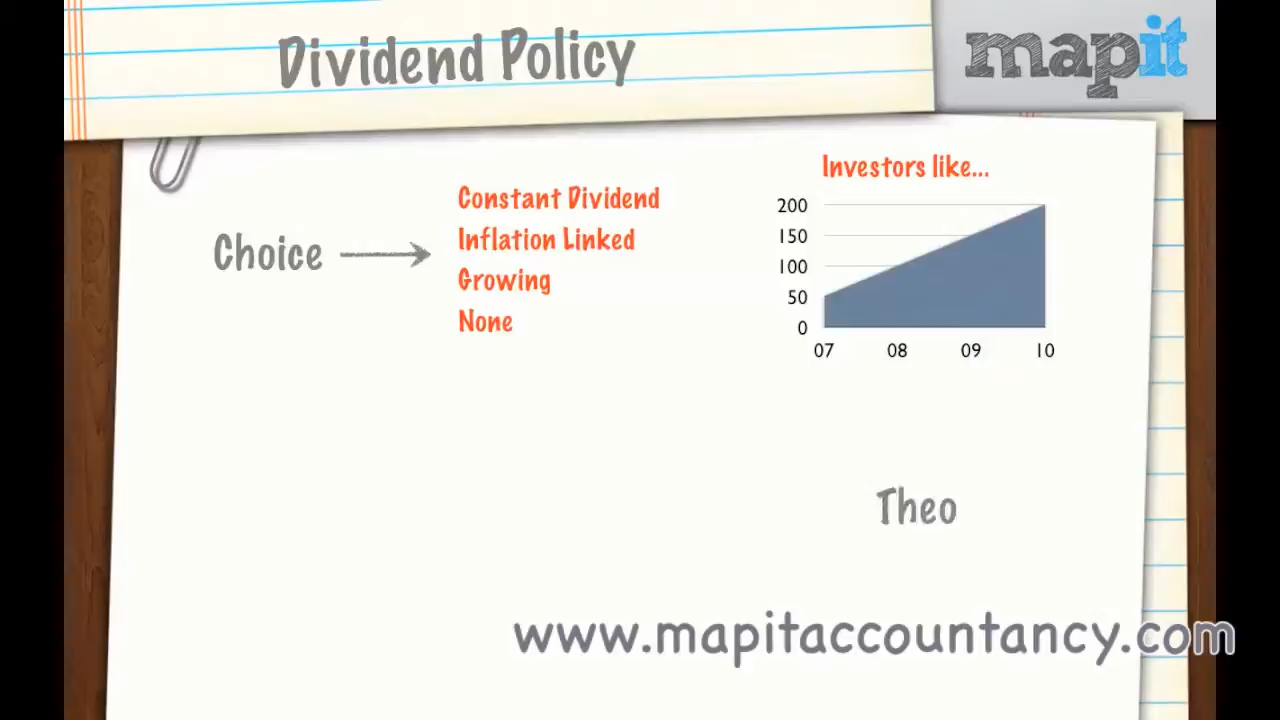 Dividend Policy
mapit
Investors like...
Constant Dividend
Inflation Linked
Growing
None
Choice
200
150
100
50
0
07 08 09 10
Theo
www.mapitaccountancy.com